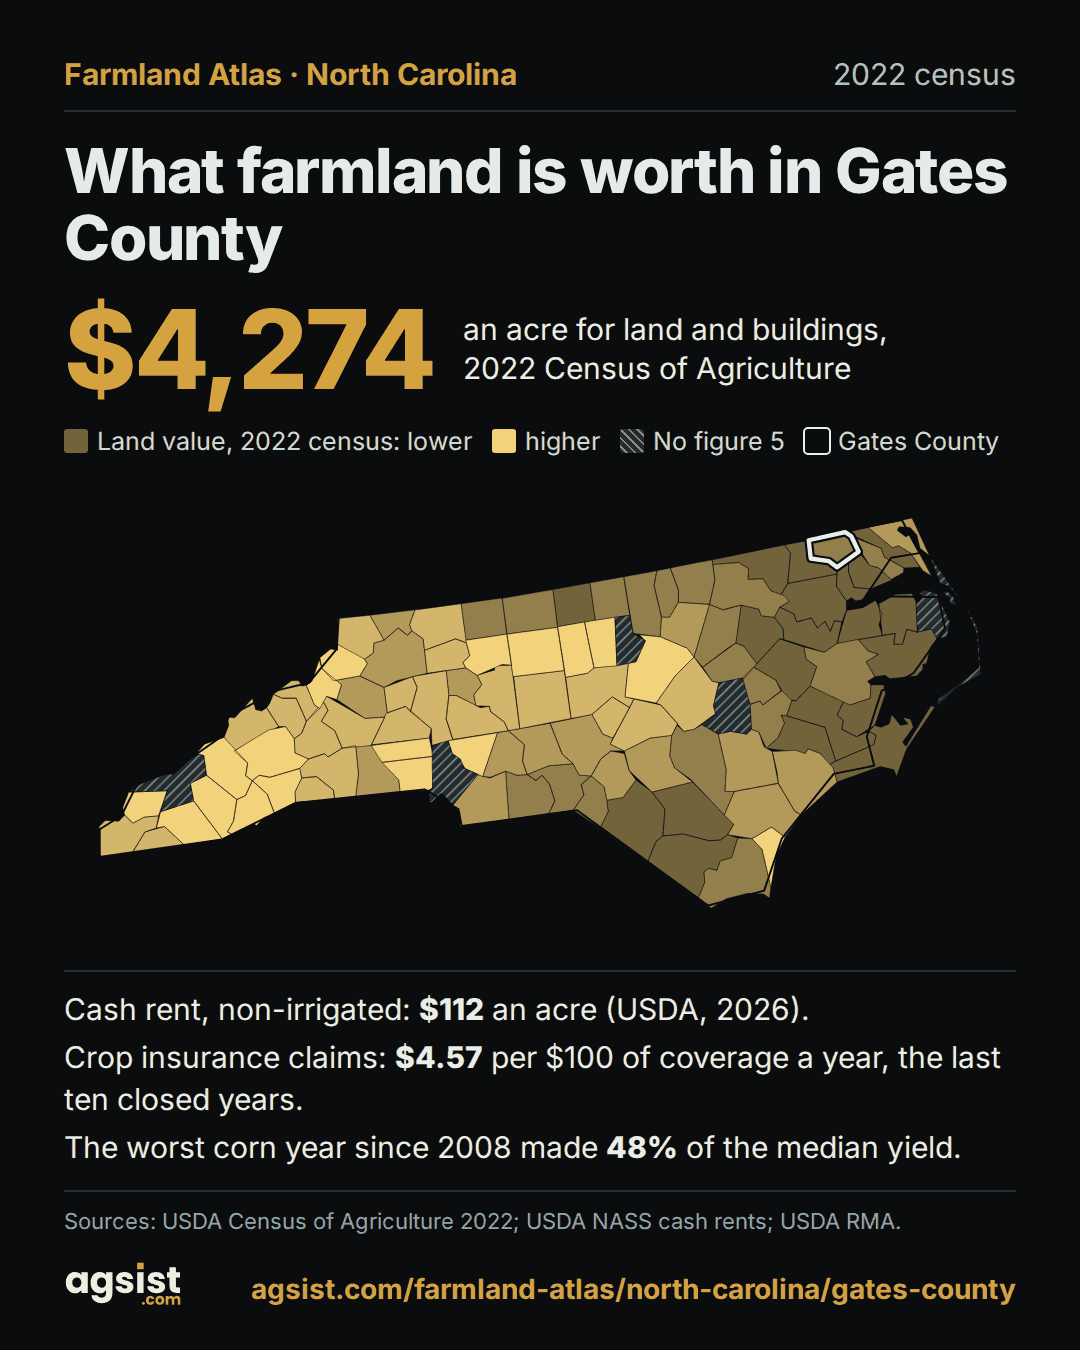 Farmland Atlas · North Carolina
2022 census
What farmland is worth in Gates
County
$4,274
an acre for land and buildings,
2022 Census of Agriculture
Land value, 2022 census: lower
higher
No figure 5
Gates County
Cash rent, non-irrigated: $112 an acre (USDA, 2026).
Crop insurance claims: $4.57 per $100 of coverage a year, the last
ten closed years.
The worst corn year since 2008 made 48% of the median yield.
Sources: USDA Census of Agriculture 2022; USDA NASS cash rents; USDA RMA.
agsist
.com
agsist.com/farmland-atlas/north-carolina/gates-county